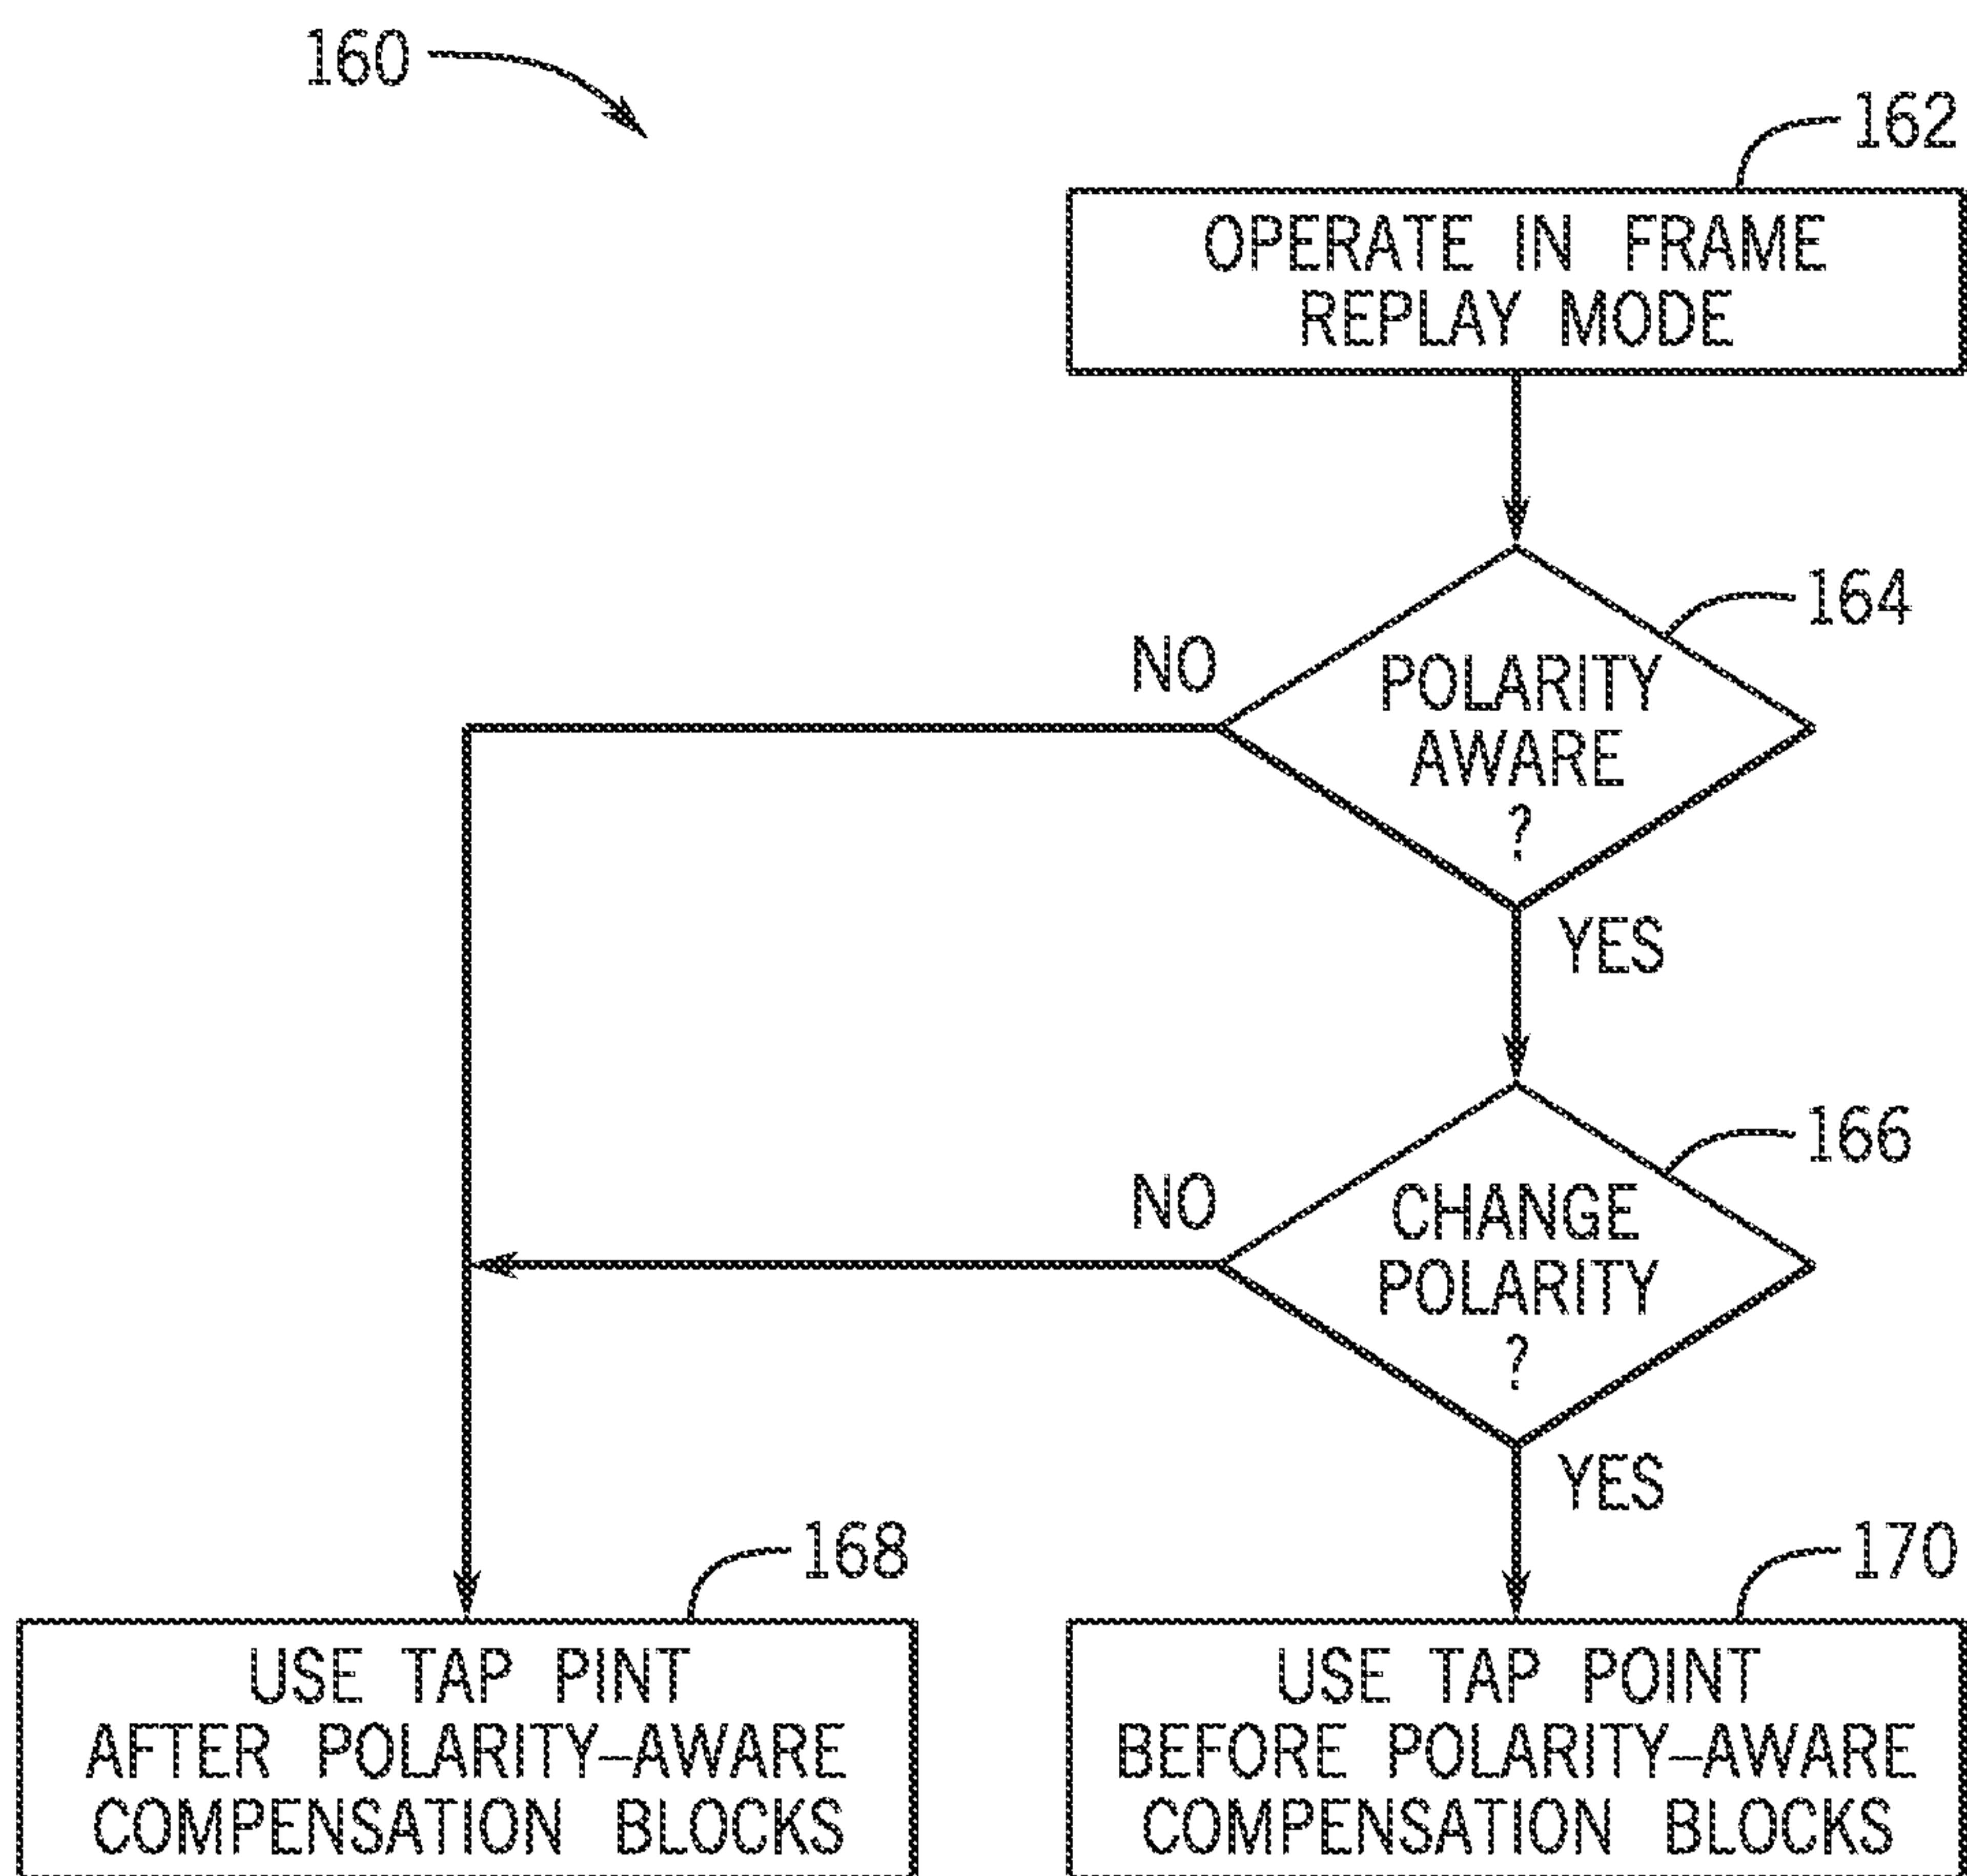 160
162
OPERATE IN FRAME
REPLAY MODE
164
NO
POLARITY
AWARE
?
YES
166
NO
CHANGE
POLARITY
?
YES
168
170
USE TAP PINT
AFTER POLARITY-AWARE
COMPENSATION BLOCKS
USE TAP POINT
BEFORE POLARITY-AWARE
COMPENSATION BLOCKS